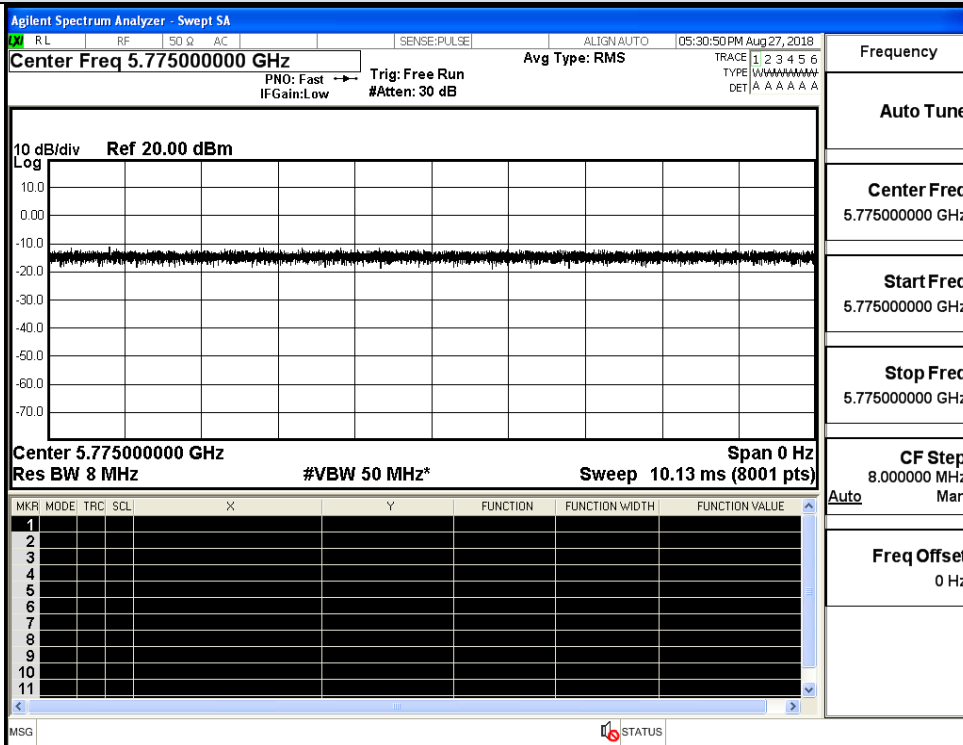 Agilent Spectrum Analyzer - Swept SA
LXI RL RF 50 Ω AC SENSE:PULSE ALIGN AUTO 05:30:50 PM Aug 27, 2018
Center Freq 5.775000000 GHz
Avg Type: RMS
TRACE 1 2 3 4 5 6
TYPE WWWWWW
DET A A A A A A
PNO: Fast Trig: Free Run
IFGain:Low #Atten: 30 dB
10 dB/div Ref 20.00 dBm
Log
10.0
0.00
-10.0
-20.0
-30.0
-40.0
-50.0
-60.0
-70.0
Center 5.775000000 GHz Span 0 Hz
Res BW 8 MHz #VBW 50 MHz* Sweep 10.13 ms (8001 pts)
MKR MODE TRC SCL X Y FUNCTION FUNCTION WIDTH FUNCTION VALUE
1
2
3
4
5
6
7
8
9
10
11
MSG STATUS
Frequency
Auto Tune
Center Freq
5.775000000 GHz
Start Freq
5.775000000 GHz
Stop Freq
5.775000000 GHz
CF Step
8.000000 MHz
Auto Man
Freq Offset
0 Hz